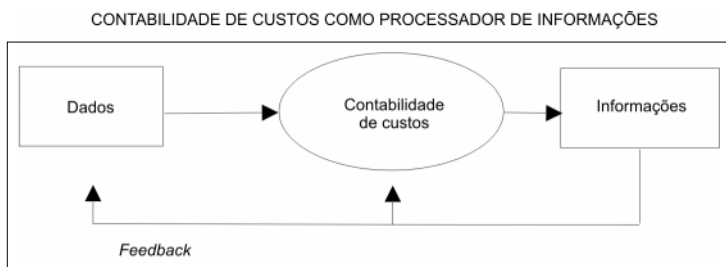 CONTABILIDADE DE CUSTOS COMO PROCESSADOR DE INFORMAÇÕES
Dados
Contabilidade
de custos
Informações
Feedback